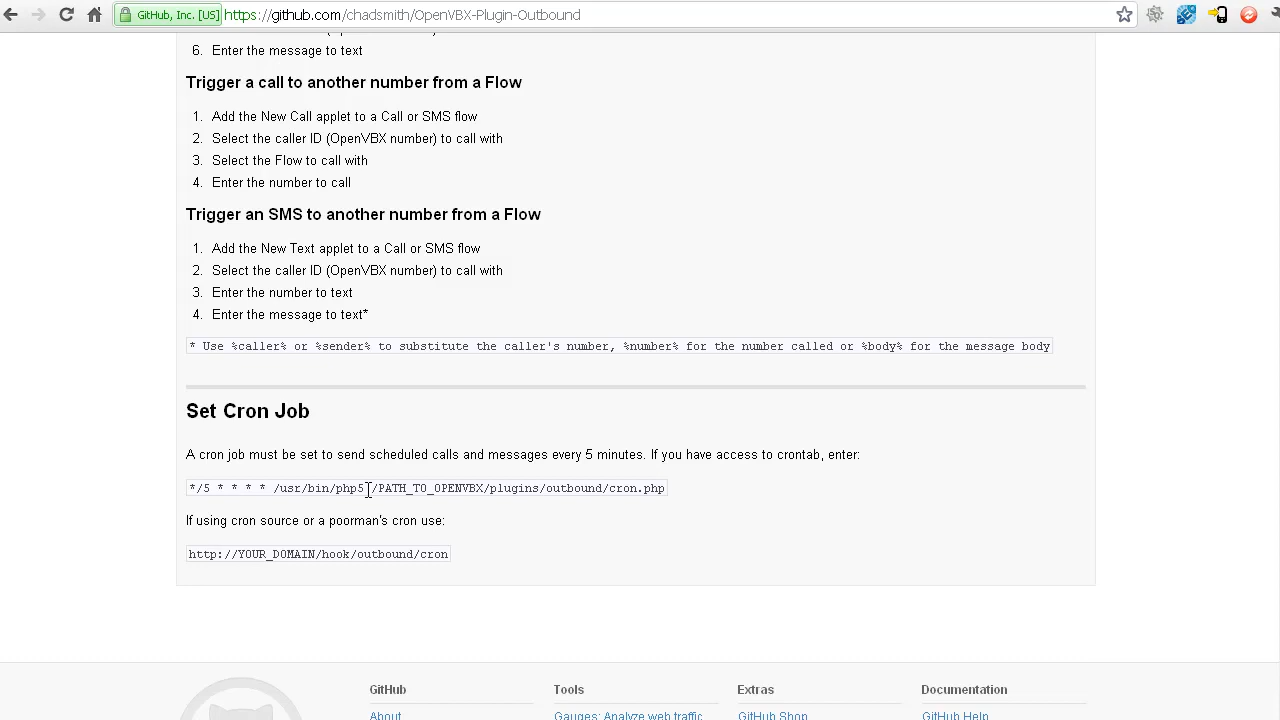 GitHub, Inc. [US] https://github.com/chadsmith/OpenVBX-Plugin-Outbound
6. Enter the message to text
Trigger a call to another number from a Flow
1. Add the New Call applet to a Call or SMS flow
2. Select the caller ID (OpenVBX number) to call with
3. Select the Flow to call with
4. Enter the number to call
Trigger an SMS to another number from a Flow
1. Add the New Text applet to a Call or SMS flow
2. Select the caller ID (OpenVBX number) to call with
3. Enter the number to text
4. Enter the message to text*
* Use %caller% or %sender% to substitute the caller's number, %number% for the number called or %body% for the message body
Set Cron Job
A cron job must be set to send scheduled calls and messages every 5 minutes. If you have access to crontab, enter:
*/5 * * * * /usr/bin/php5 /PATH_TO_OPENVBX/plugins/outbound/cron.php
If using cron source or a poorman's cron use:
http://YOUR_DOMAIN/hook/outbound/cron
GitHub Tools Extras Documentation
About Gauges: Analyze web traffic GitHub Shop GitHub Help